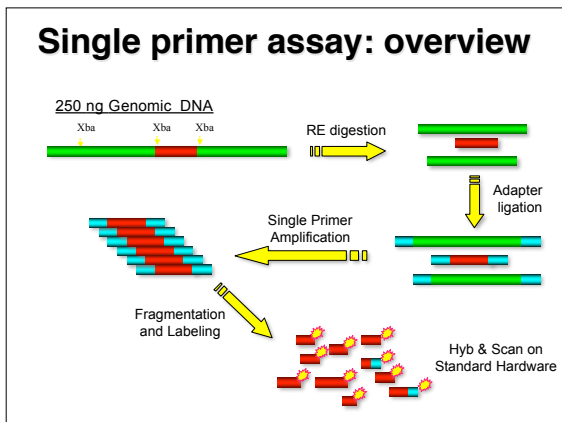 Single primer assay: overview
250 ng Genomic DNA
Xba
Xba
Xba
RE digestion
Adapter
ligation
Single Primer
Amplification
Fragmentation
and Labeling
Hyb & Scan on
Standard Hardware